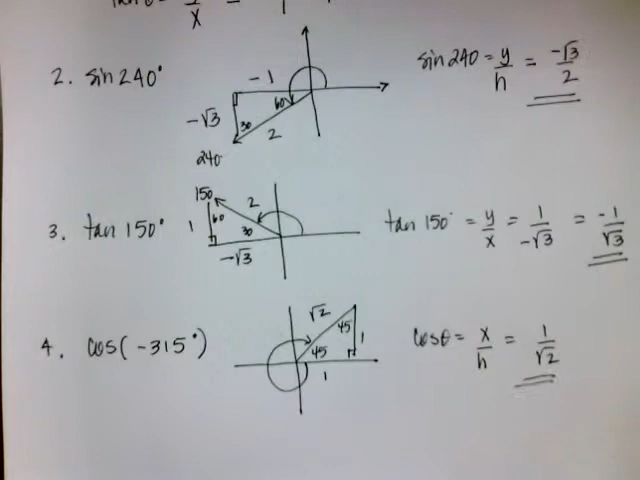 tan θ = y/x =
2. sin 240° -1 60 -√3 30 2 240 sin 240 = y/h = -√3/2
3. tan 150° 150 2 1 60 30 -√3 tan 150° = y/x = 1/-√3 = -1/√3
4. cos(-315°) √2 45 45 1 1 cosθ = x/h = 1/√2